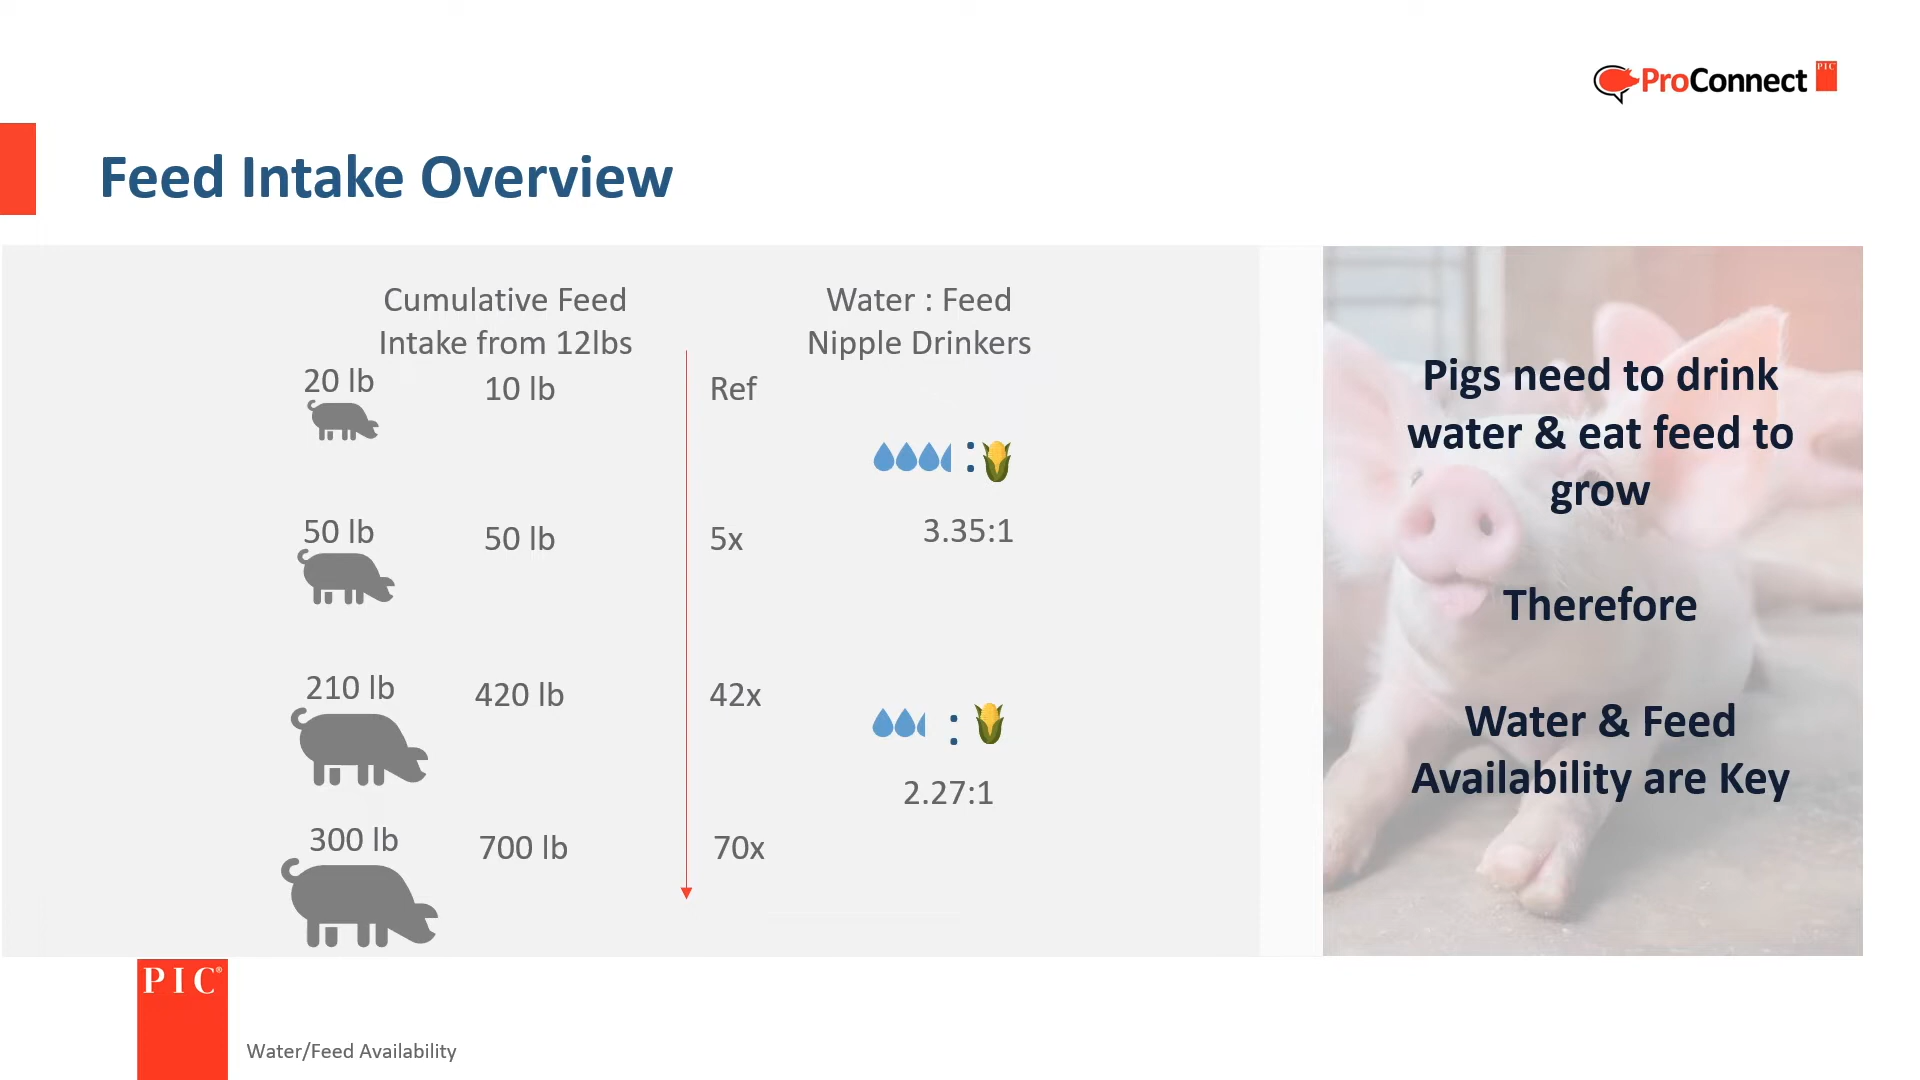 ProConnect PIC
Feed Intake Overview
Cumulative Feed
Intake from 12lbs
Water : Feed
Nipple Drinkers
20 lb
10 lb
Ref
:
3.35:1
50 lb
50 lb
5x
210 lb
420 lb
42x
:
2.27:1
300 lb
700 lb
70x
Pigs need to drink
water & eat feed to
grow
Therefore
Water & Feed
Availability are Key
PIC®
Water/Feed Availability